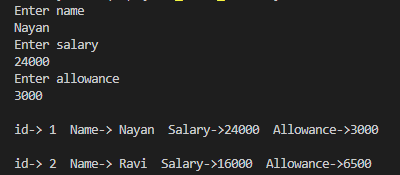 Enter name
Nayan
Enter salary
24000
Enter allowance
3000
id-> 1  Name-> Nayan  Salary->24000  Allowance->3000
id-> 2  Name-> Ravi  Salary->16000  Allowance->6500